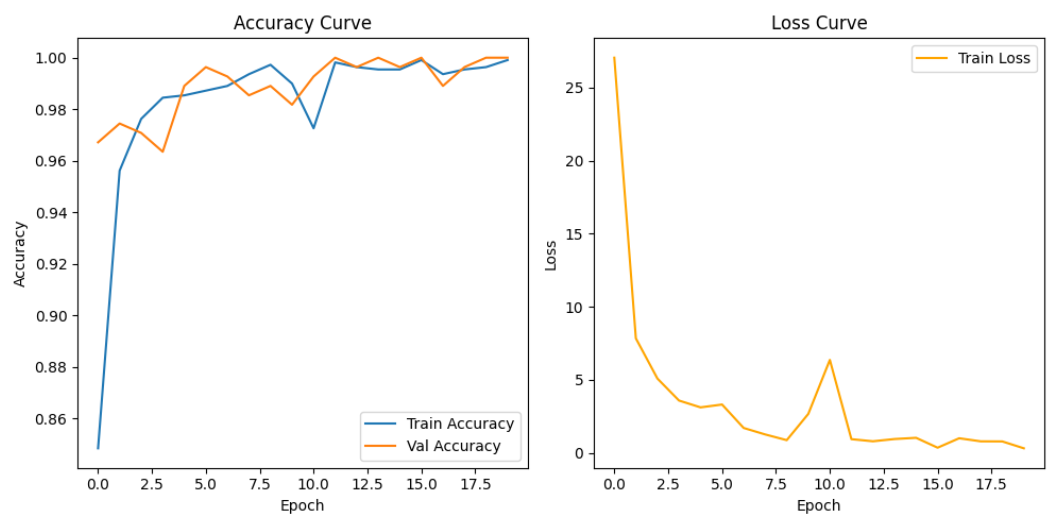 Accuracy Curve
Accuracy
1.00
0.98
0.96
0.94
0.92
0.90
0.88
0.86
0.0 2.5 5.0 7.5 10.0 12.5 15.0 17.5
Epoch
Train Accuracy
Val Accuracy
Loss Curve
Loss
25
20
15
10
5
0
0.0 2.5 5.0 7.5 10.0 12.5 15.0 17.5
Epoch
Train Loss